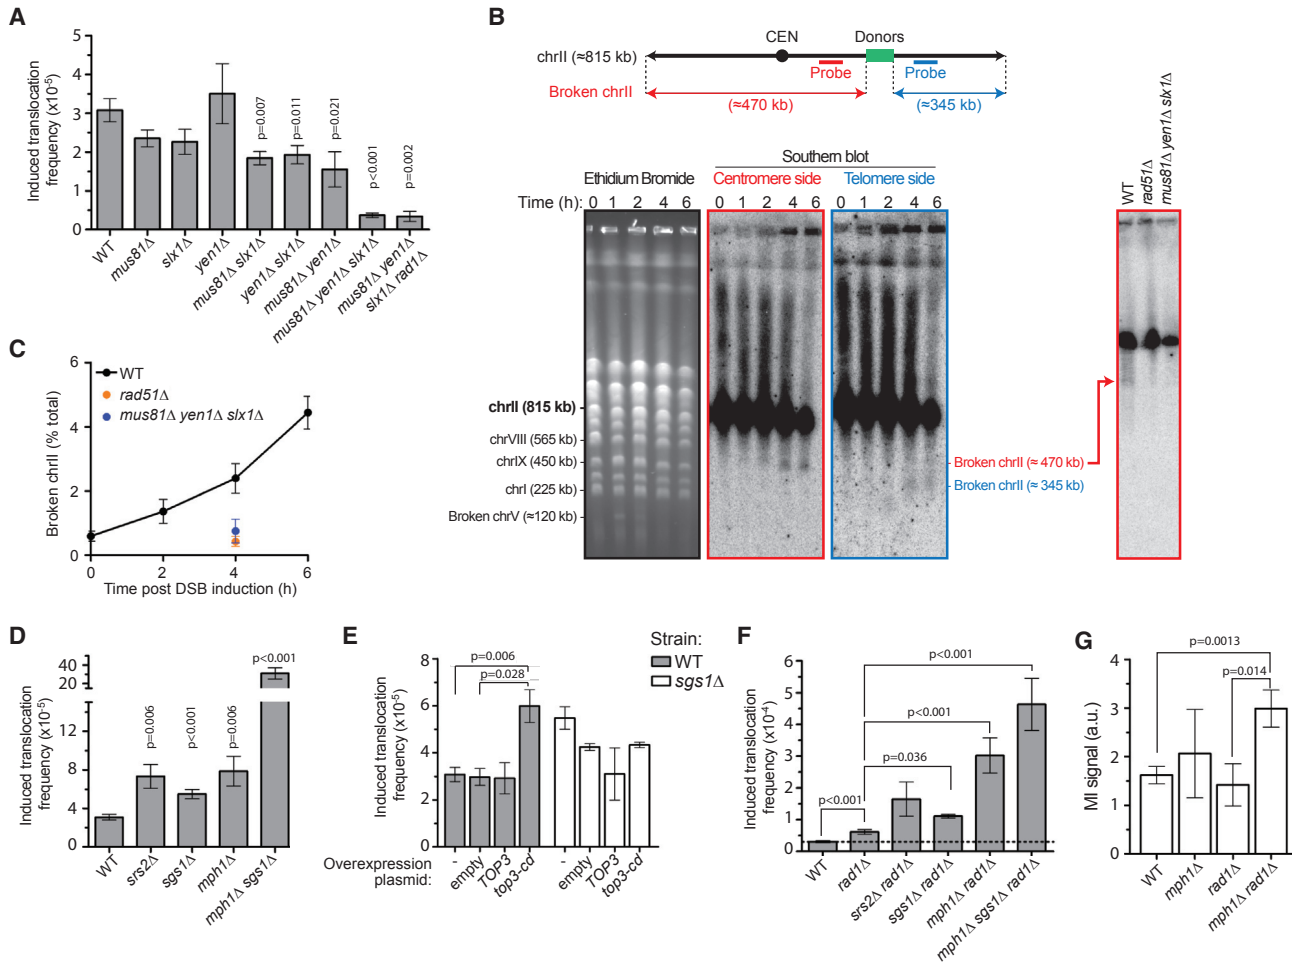 A
Induced translocation
frequency (x10-5)
5
4
3
2
1
0
p=0.007
p=0.011
p=0.021
p<0.001
p=0.002
WT
mus81Δ
slx1Δ
yen1Δ
mus81Δ slx1Δ
yen1Δ slx1Δ
mus81Δ yen1Δ
mus81Δ yen1Δ slx1Δ
mus81Δ yen1Δ
slx1Δ rad1Δ
B
CEN
Donors
chrII (≈815 kb)
Probe
Probe
Broken chrII
(≈470 kb)
(≈345 kb)
Southern blot
Ethidium Bromide
Centromere side
Telomere side
Time (h):
0 1 2 4 6
0 1 2 4 6
0 1 2 4 6
chrII (815 kb)
chrVIII (565 kb)
chrIX (450 kb)
chrI (225 kb)
Broken chrV (≈120 kb)
Broken chrII (≈ 470 kb)
Broken chrII (≈ 345 kb)
WT
rad51Δ
mus81Δ yen1Δ slx1Δ
C
Broken chrII (% total)
6
4
2
0
WT
rad51Δ
mus81Δ yen1Δ slx1Δ
0 2 4 6
Time post DSB induction (h)
D
Induced translocation
frequency (x10-5)
40
30
20
12
8
4
0
p=0.006
p<0.001
p=0.006
p<0.001
WT
srs2Δ
sgs1Δ
mph1Δ
mph1Δ sgs1Δ
E
Strain:
WT
sgs1Δ
Induced translocation
frequency (x10-5)
8
6
4
2
0
p=0.006
p=0.028
Overexpression
plasmid:
-
empty
TOP3
top3-cd
-
empty
TOP3
top3-cd
F
Induced translocation
frequency (x10-4)
6
5
4
3
2
1
0
p<0.001
p<0.001
p=0.036
p<0.001
WT
rad1Δ
srs2Δ rad1Δ
sgs1Δ rad1Δ
mph1Δ rad1Δ
mph1Δ sgs1Δ rad1Δ
G
MI signal (a.u.)
4
3
2
1
0
p=0.0013
p=0.014
WT
mph1Δ
rad1Δ
mph1Δ rad1Δ